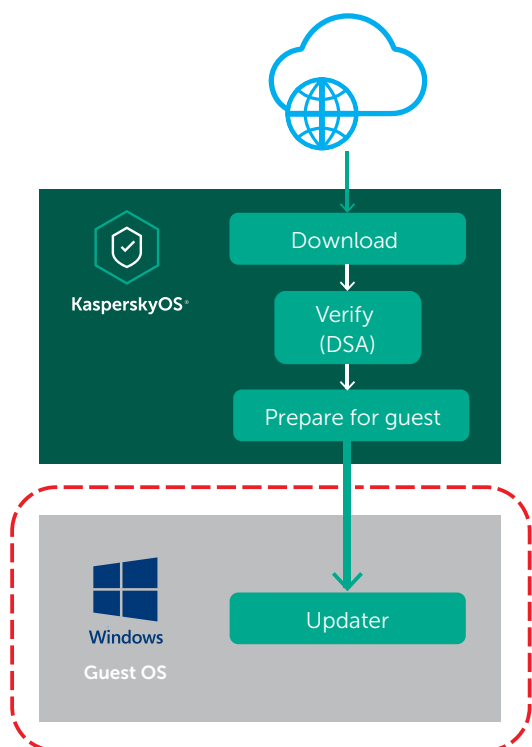 Download
KasperskyOS®
Verify
(DSA)
Prepare for guest
Windows
Guest OS
Updater